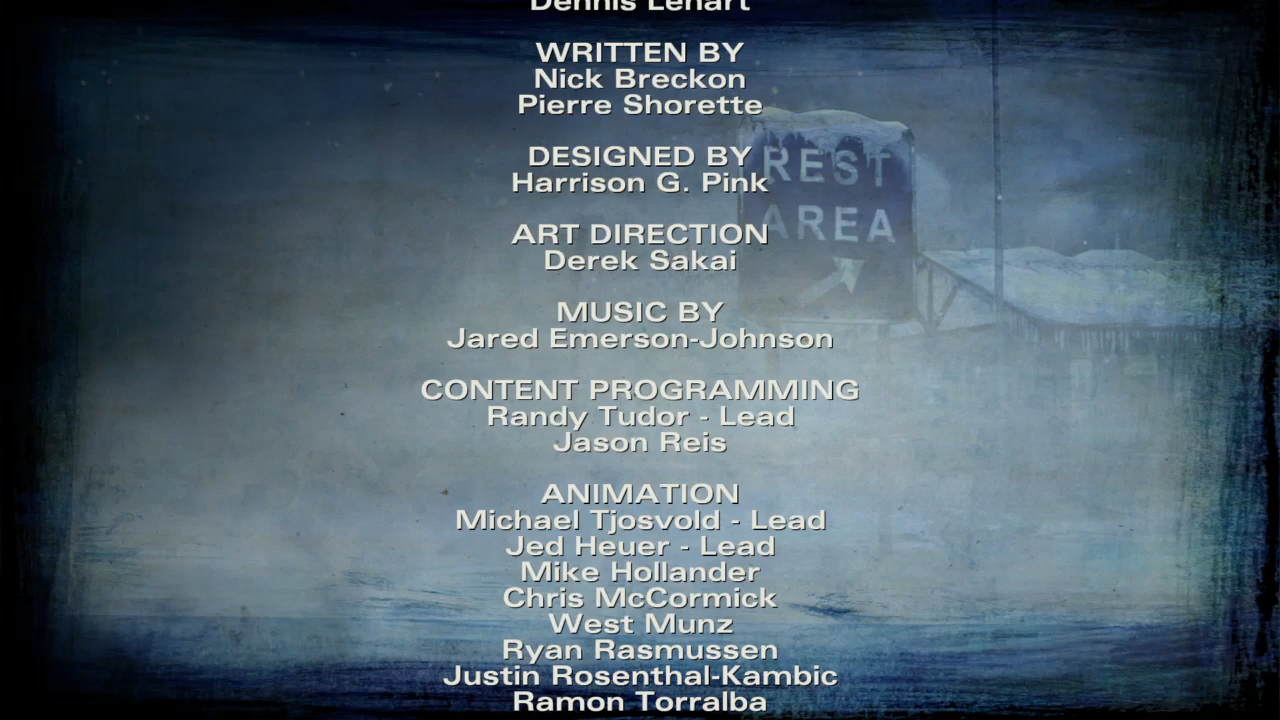 Dennis Lenart
WRITTEN BY
Nick Breckon
Pierre Shorette
DESIGNED BY
Harrison G. Pink
ART DIRECTION
Derek Sakai
MUSIC BY
Jared Emerson-Johnson
CONTENT PROGRAMMING
Randy Tudor - Lead
Jason Reis
ANIMATION
Michael Tjosvold - Lead
Jed Heuer - Lead
Mike Hollander
Chris McCormick
West Munz
Ryan Rasmussen
Justin Rosenthal-Kambic
Ramon Torralba
REST
AREA